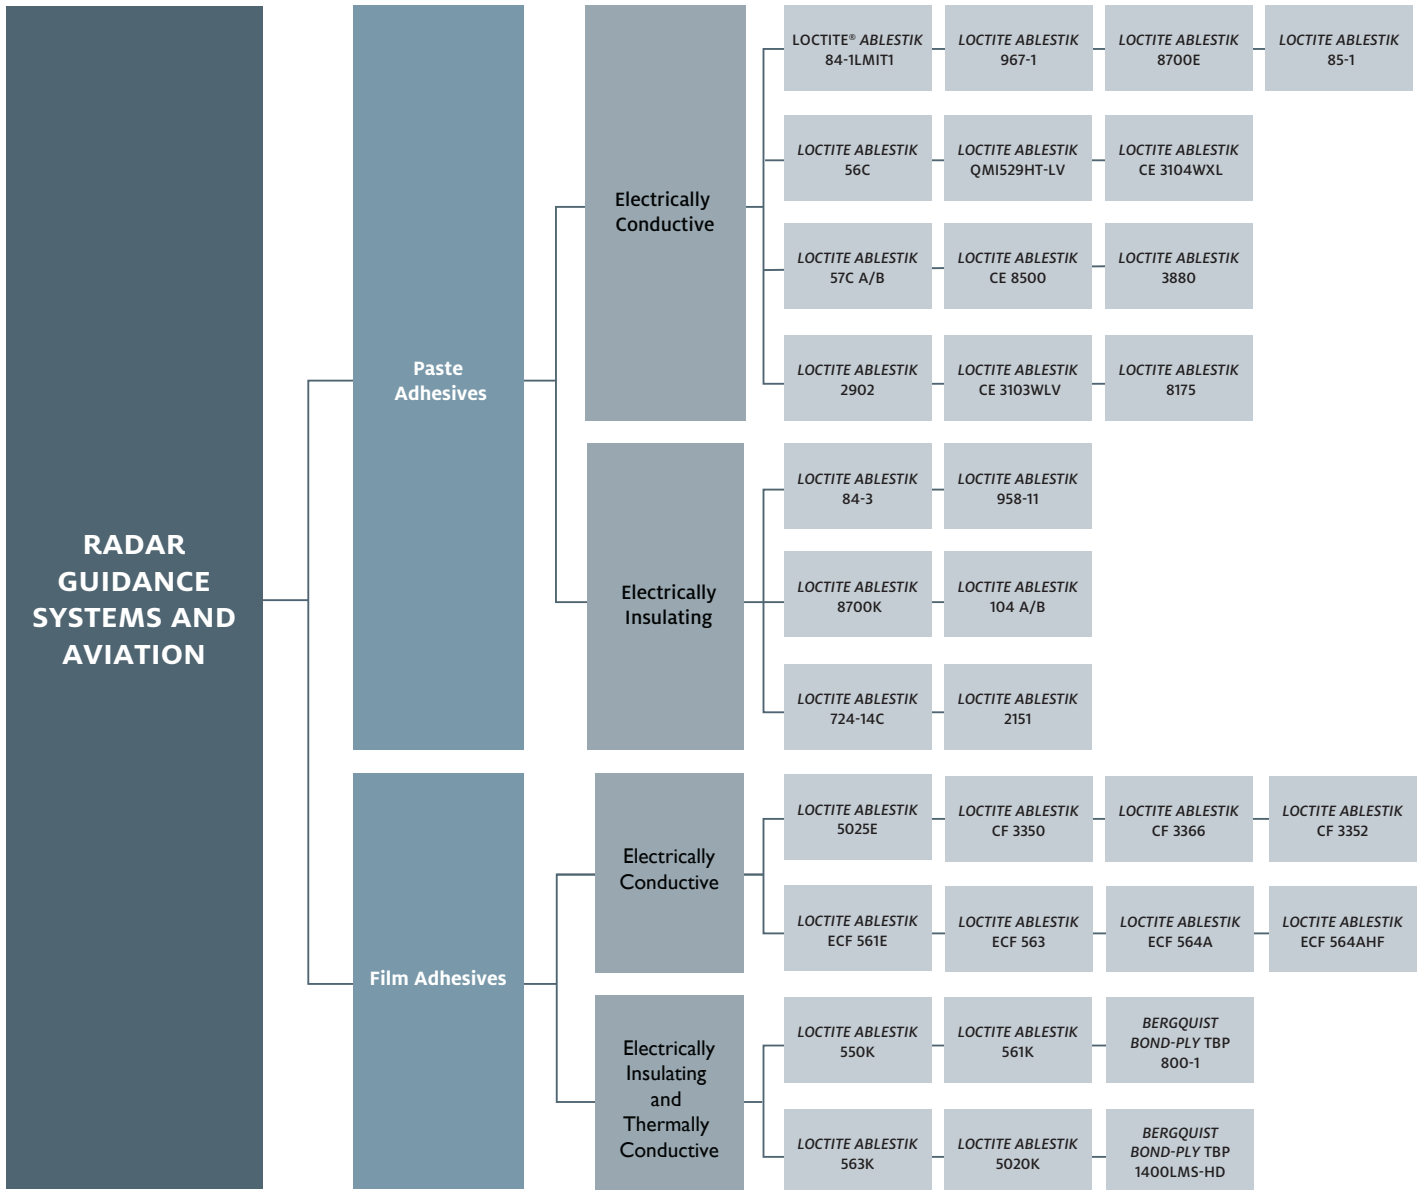 RADAR
GUIDANCE
SYSTEMS AND
AVIATION
Paste
Adhesives
Electrically
Conductive
LOCTITE® ABLESTIK
84-1LMIT1
LOCTITE ABLESTIK
967-1
LOCTITE ABLESTIK
8700E
LOCTITE ABLESTIK
85-1
LOCTITE ABLESTIK
56C
LOCTITE ABLESTIK
QMI529HT-LV
LOCTITE ABLESTIK
CE 3104WXL
LOCTITE ABLESTIK
57C A/B
LOCTITE ABLESTIK
CE 8500
LOCTITE ABLESTIK
3880
LOCTITE ABLESTIK
2902
LOCTITE ABLESTIK
CE 3103WLV
LOCTITE ABLESTIK
8175
Electrically
Insulating
LOCTITE ABLESTIK
84-3
LOCTITE ABLESTIK
958-11
LOCTITE ABLESTIK
8700K
LOCTITE ABLESTIK
104 A/B
LOCTITE ABLESTIK
724-14C
LOCTITE ABLESTIK
2151
Film Adhesives
Electrically
Conductive
LOCTITE ABLESTIK
5025E
LOCTITE ABLESTIK
CF 3350
LOCTITE ABLESTIK
CF 3366
LOCTITE ABLESTIK
CF 3352
LOCTITE ABLESTIK
ECF 561E
LOCTITE ABLESTIK
ECF 563
LOCTITE ABLESTIK
ECF 564A
LOCTITE ABLESTIK
ECF 564AHF
Electrically
Insulating
and
Thermally
Conductive
LOCTITE ABLESTIK
550K
LOCTITE ABLESTIK
561K
BERGQUIST
BOND-PLY TBP
800-1
LOCTITE ABLESTIK
563K
LOCTITE ABLESTIK
5020K
BERGQUIST
BOND-PLY TBP
1400LMS-HD